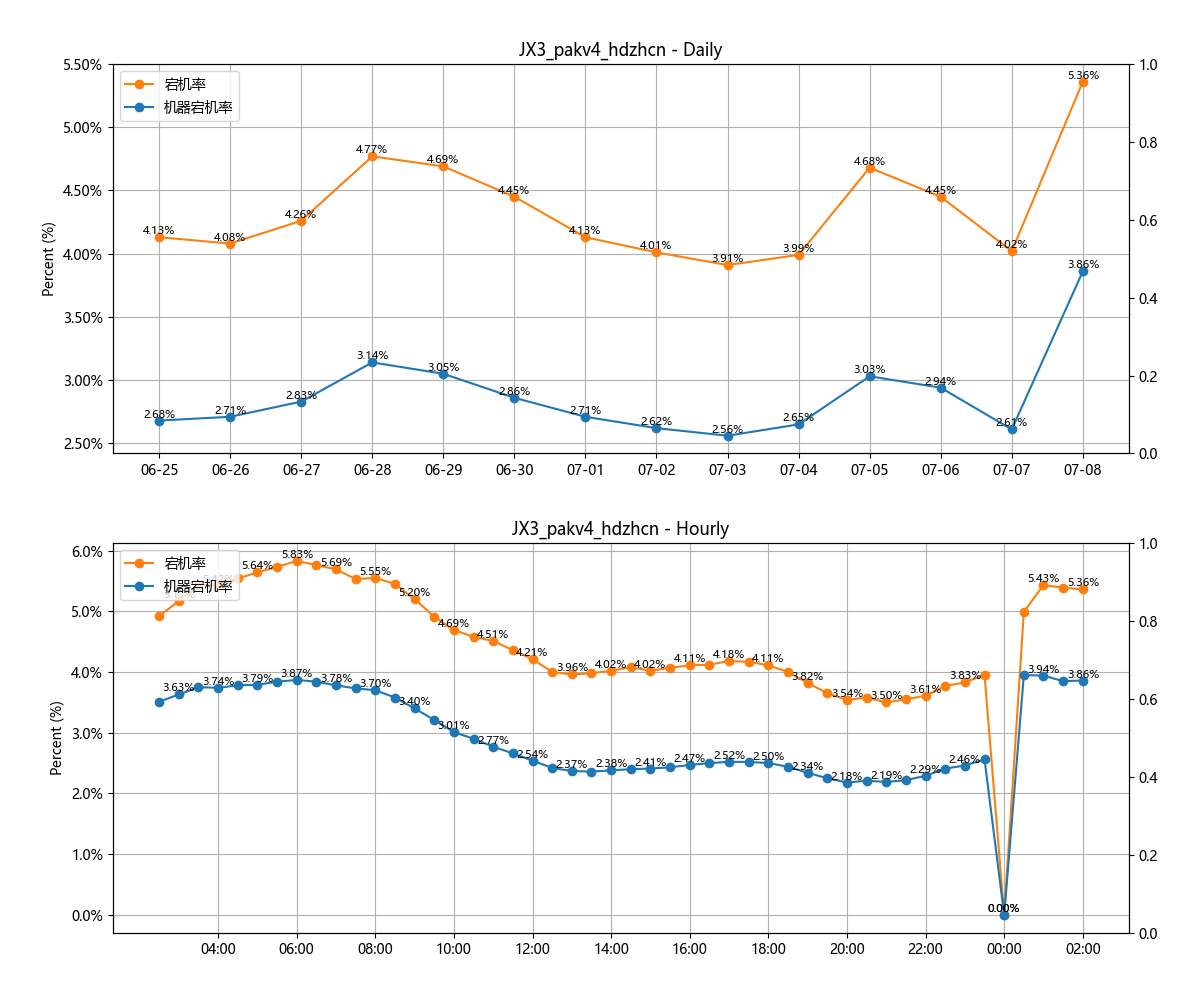 JX3_pakv4_hdzhcn - Daily
宕机率
机器宕机率
Percent (%)
5.50%
5.00%
4.50%
4.00%
3.50%
3.00%
2.50%
1.0
0.8
0.6
0.4
0.2
0.0
4.13% 4.08% 4.26% 4.77% 4.69% 4.45% 4.13% 4.01% 3.91% 3.99% 4.68% 4.45% 4.02% 5.36%
2.68% 2.71% 2.83% 3.14% 3.05% 2.86% 2.71% 2.62% 2.56% 2.65% 3.03% 2.94% 2.61% 3.86%
06-25 06-26 06-27 06-28 06-29 06-30 07-01 07-02 07-03 07-04 07-05 07-06 07-07 07-08
JX3_pakv4_hdzhcn - Hourly
宕机率
机器宕机率
Percent (%)
6.0%
5.0%
4.0%
3.0%
2.0%
1.0%
0.0%
1.0
0.8
0.6
0.4
0.2
0.0
5.64% 5.83% 5.69% 5.55% 5.20% 4.69% 4.51% 4.21% 3.96% 4.02% 4.02% 4.11% 4.18% 4.11% 3.82% 3.54% 3.50% 3.61% 3.83% 0.00% 5.43% 5.36%
3.63% 3.74% 3.79% 3.87% 3.78% 3.70% 3.40% 3.01% 2.77% 2.54% 2.37% 2.38% 2.41% 2.47% 2.52% 2.50% 2.34% 2.18% 2.19% 2.29% 2.46% 0.00% 3.94% 3.86%
04:00 06:00 08:00 10:00 12:00 14:00 16:00 18:00 20:00 22:00 00:00 02:00